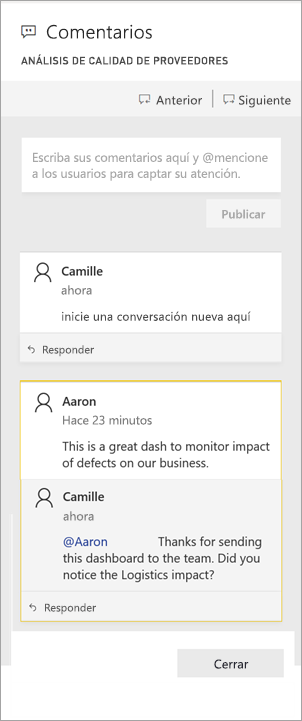 Comentarios
ANÁLISIS DE CALIDAD DE PROVEEDORES
Anterior
Siguiente
Escriba sus comentarios aquí y @mencione
a los usuarios para captar su atención.
Publicar
Camille
ahora
inicie una conversación nueva aquí
Responder
Aaron
Hace 23 minutos
This is a great dash to monitor impact
of defects on our business.
Camille
ahora
@Aaron Thanks for sending
this dashboard to the team. Did you
notice the Logistics impact?
Responder
Cerrar